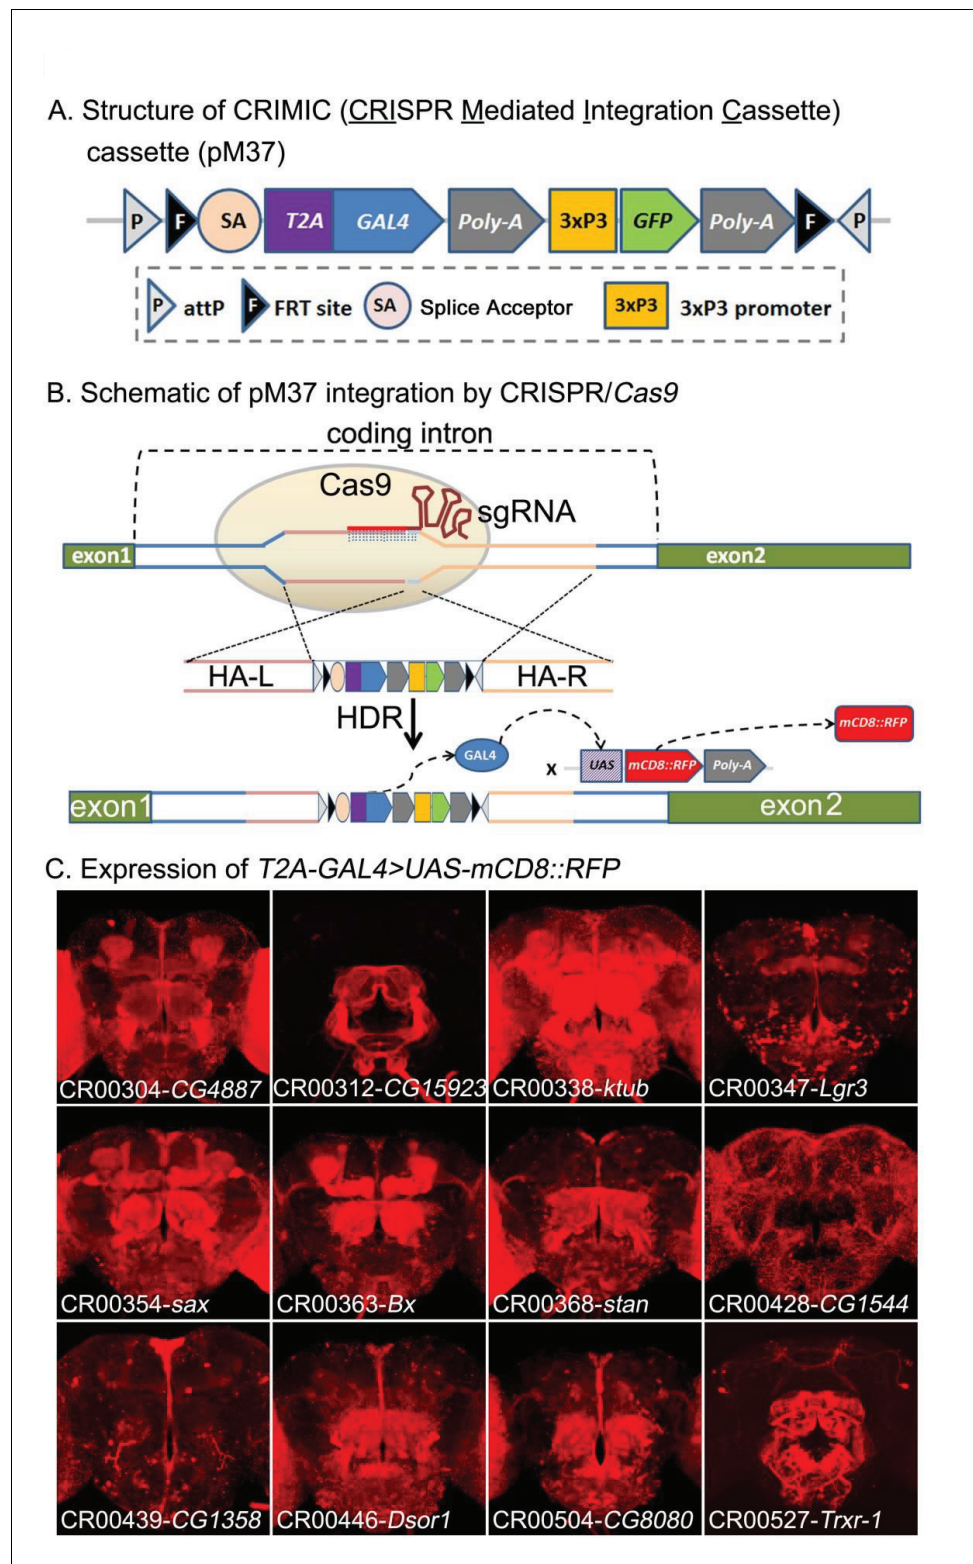 A. Structure of CRIMIC (CRISPR Mediated Integration Cassette)
cassette (pM37)
P F SA T2A GAL4 Poly-A 3xP3 GFP Poly-A F P
P attP F FRT site SA Splice Acceptor 3xP3 3xP3 promoter
B. Schematic of pM37 integration by CRISPR/Cas9
coding intron
Cas9
sgRNA
exon1 exon2
HA-L HA-R
HDR
mCD8::RFP
GAL4
x UAS mCD8::RFP Poly-A
exon1 exon2
C. Expression of T2A-GAL4>UAS-mCD8::RFP
CR00304-CG4887 CR00312-CG15923 CR00338-ktub CR00347-Lgr3
CR00354-sax CR00363-Bx CR00368-stan CR00428-CG1544
CR00439-CG1358 CR00446-Dsor1 CR00504-CG8080 CR00527-Trxr-1